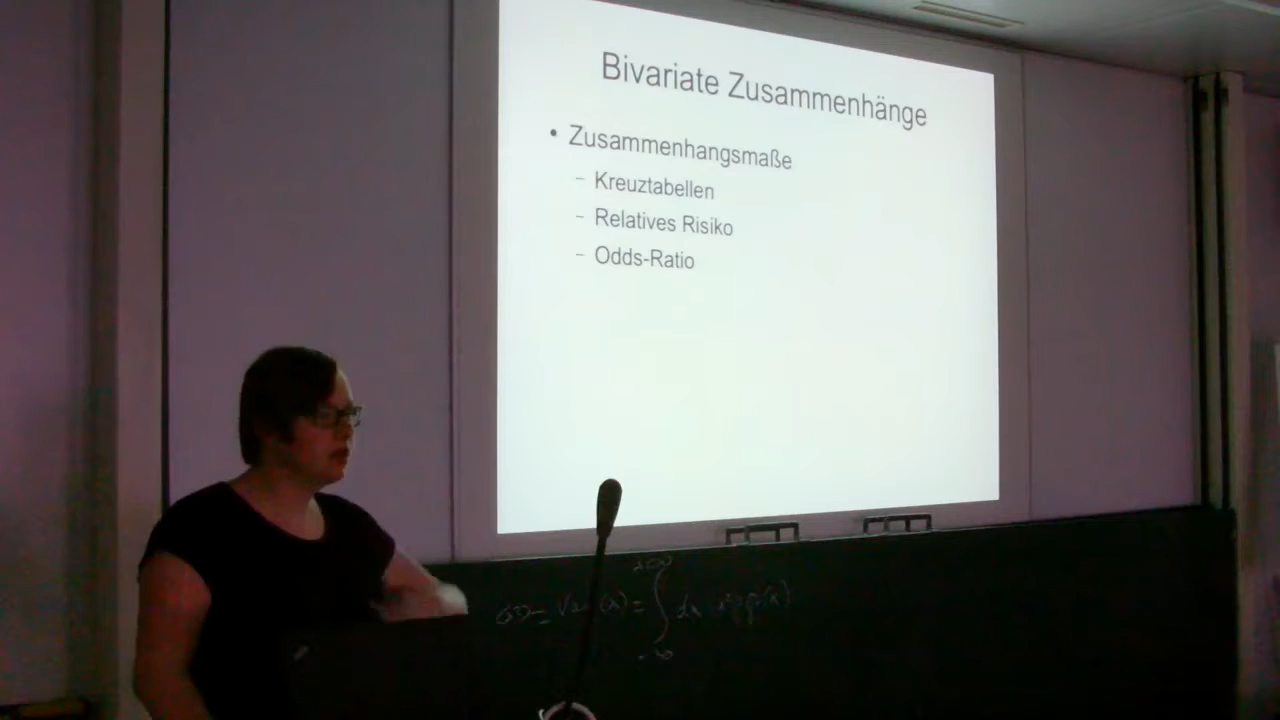 Bivariate Zusammenhänge
• Zusammenhangsmaße
– Kreuztabellen
– Relatives Risiko
– Odds-Ratio